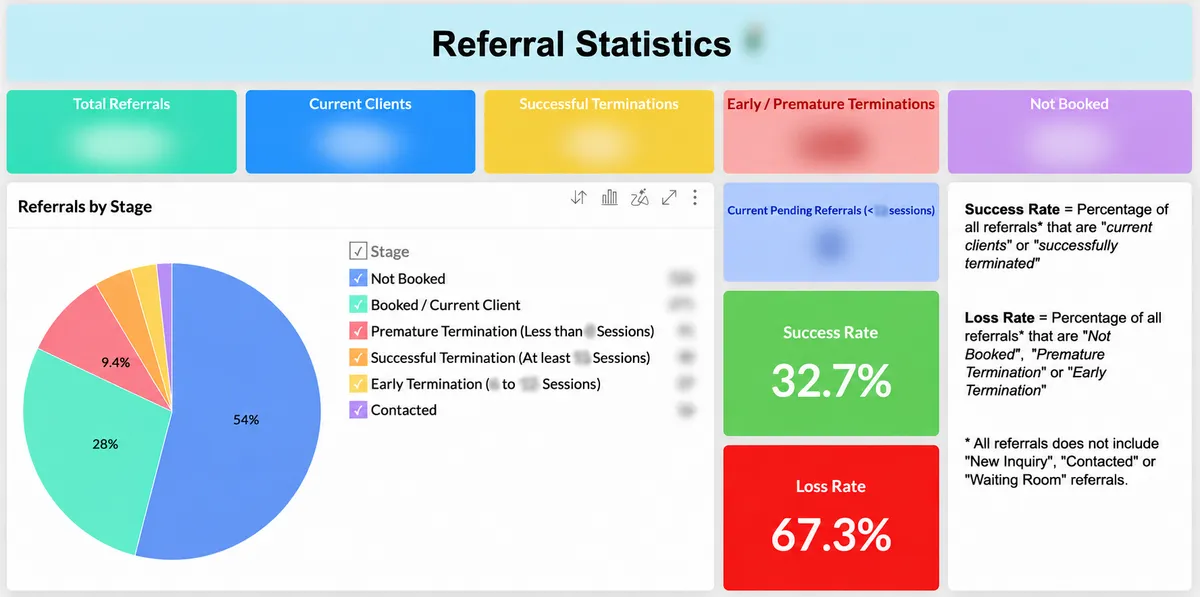 Referral Statistics
Total Referrals
Current Clients
Successful Terminations
Early / Premature Terminations
Not Booked
Referrals by Stage
Stage
Not Booked
Booked / Current Client
Premature Termination (Less than Sessions)
Successful Termination (At least Sessions)
Early Termination ( to Sessions)
Contacted
54%
28%
9.4%
Current Pending Referrals (< sessions)
Success Rate
32.7%
Loss Rate
67.3%
Success Rate = Percentage of
all referrals* that are "current
clients" or "successfully
terminated"
Loss Rate = Percentage of all
referrals* that are "Not
Booked", "Premature
Termination" or "Early
Termination"
* All referrals does not include
"New Inquiry", "Contacted" or
"Waiting Room" referrals.